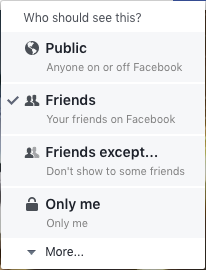 Who should see this?
Public
Anyone on or off Facebook
Friends
Your friends on Facebook
Friends except...
Don't show to some friends
Only me
Only me
More...